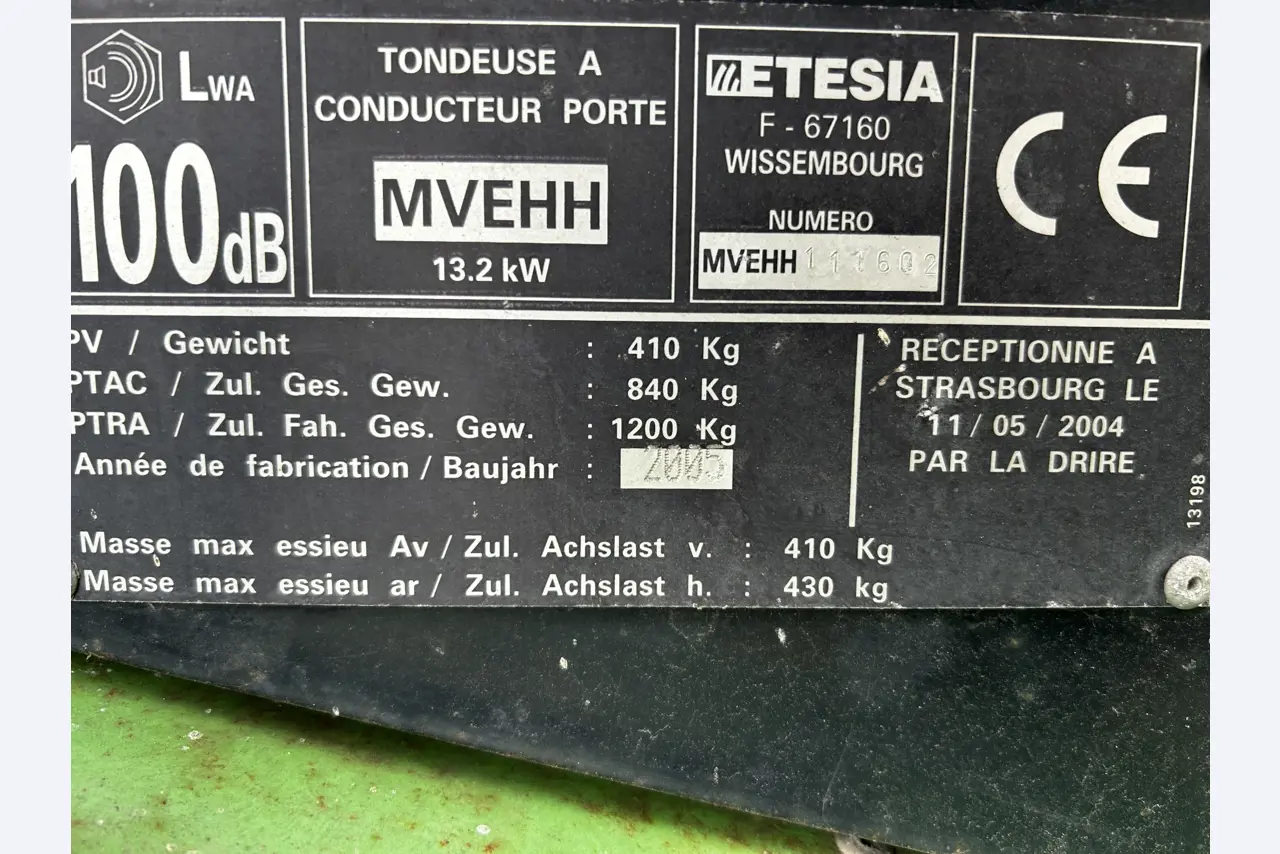 LWA
100dB
TONDEUSE A
CONDUCTEUR PORTE
MVEHH
13.2 kW
ETESIA
F - 67160
WISSEMBOURG
NUMERO
MVEHH
CE
PV / Gewicht : 410 Kg
PTAC / Zul. Ges. Gew. : 840 Kg
PTRA / Zul. Fah. Ges. Gew. : 1200 Kg
Année de fabrication / Baujahr : 2005
RECEPTIONNE A
STRASBOURG LE
11 / 05 / 2004
PAR LA DRIRE
13198
Masse max essieu Av / Zul. Achslast v. : 410 Kg
Masse max essieu ar / Zul. Achslast h. : 430 kg